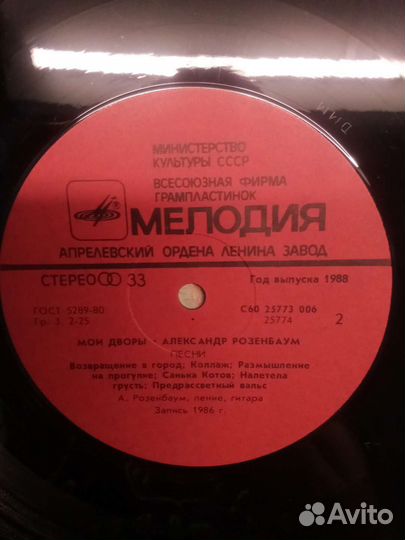 МИНИСТЕРСТВО
КУЛЬТУРЫ СССР
ВСЕСОЮЗНАЯ ФИРМА
ГРАМПЛАСТИНОК
МЕЛОДИЯ
АПРЕЛЕВСКИЙ ОРДЕНА ЛЕНИНА ЗАВОД
СТЕРЕО 33
Год выпуска 1988
ГОСТ 5289-80
С60 25773 006
Гр. 3. 2-25
25774
2
МОИ ДВОРЫ · АЛЕКСАНДР РОЗЕНБАУМ
ПЕСНИ
Возвращение в город; Коллаж; Размышление
на прогулке; Санька Котов; Налетела
грусть; Предрассветный вальс
А. Розенбаум, пение, гитара
Запись 1986 г.
Avito